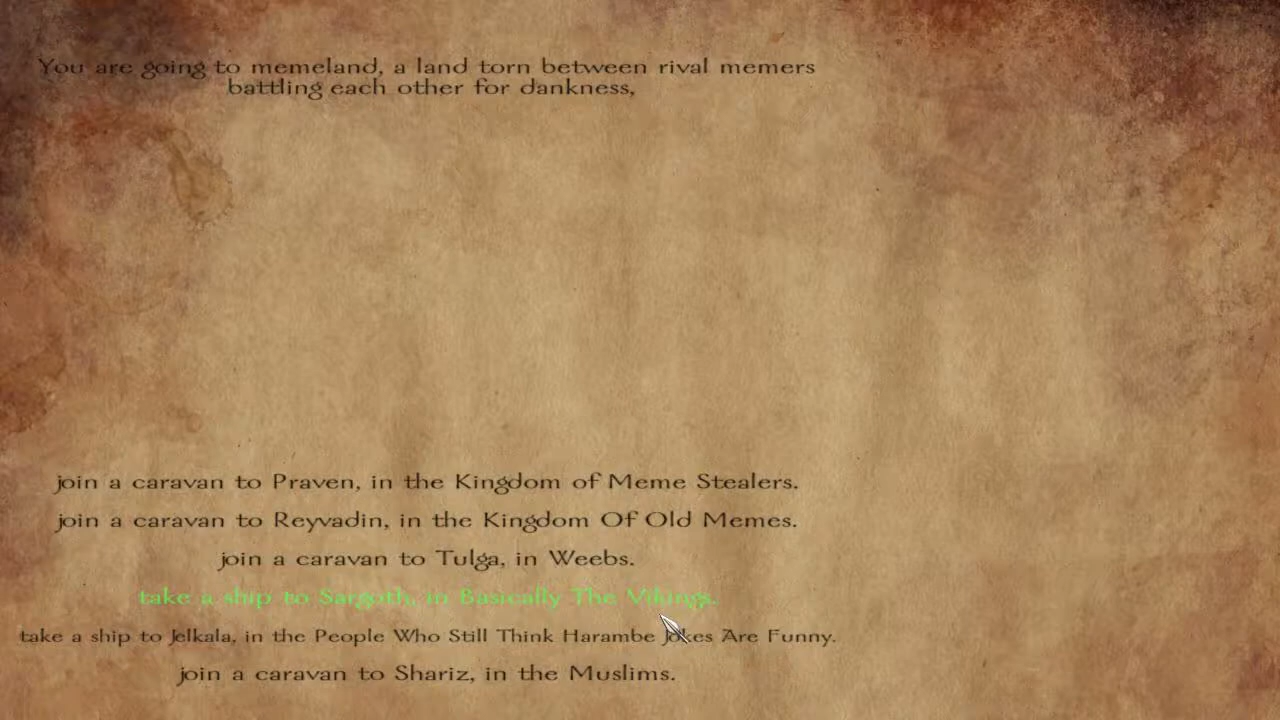 You are going to memeland, a land torn between rival memers
battling each other for dankness,
join a caravan to Praven, in the Kingdom of Meme Stealers.
join a caravan to Reyvadin, in the Kingdom Of Old Memes.
join a caravan to Tulga, in Weebs.
take a ship to Sargoth, in Basically The Vikings.
take a ship to Jelkala, in the People Who Still Think Harambe Jokes Are Funny.
join a caravan to Shariz, in the Muslims.